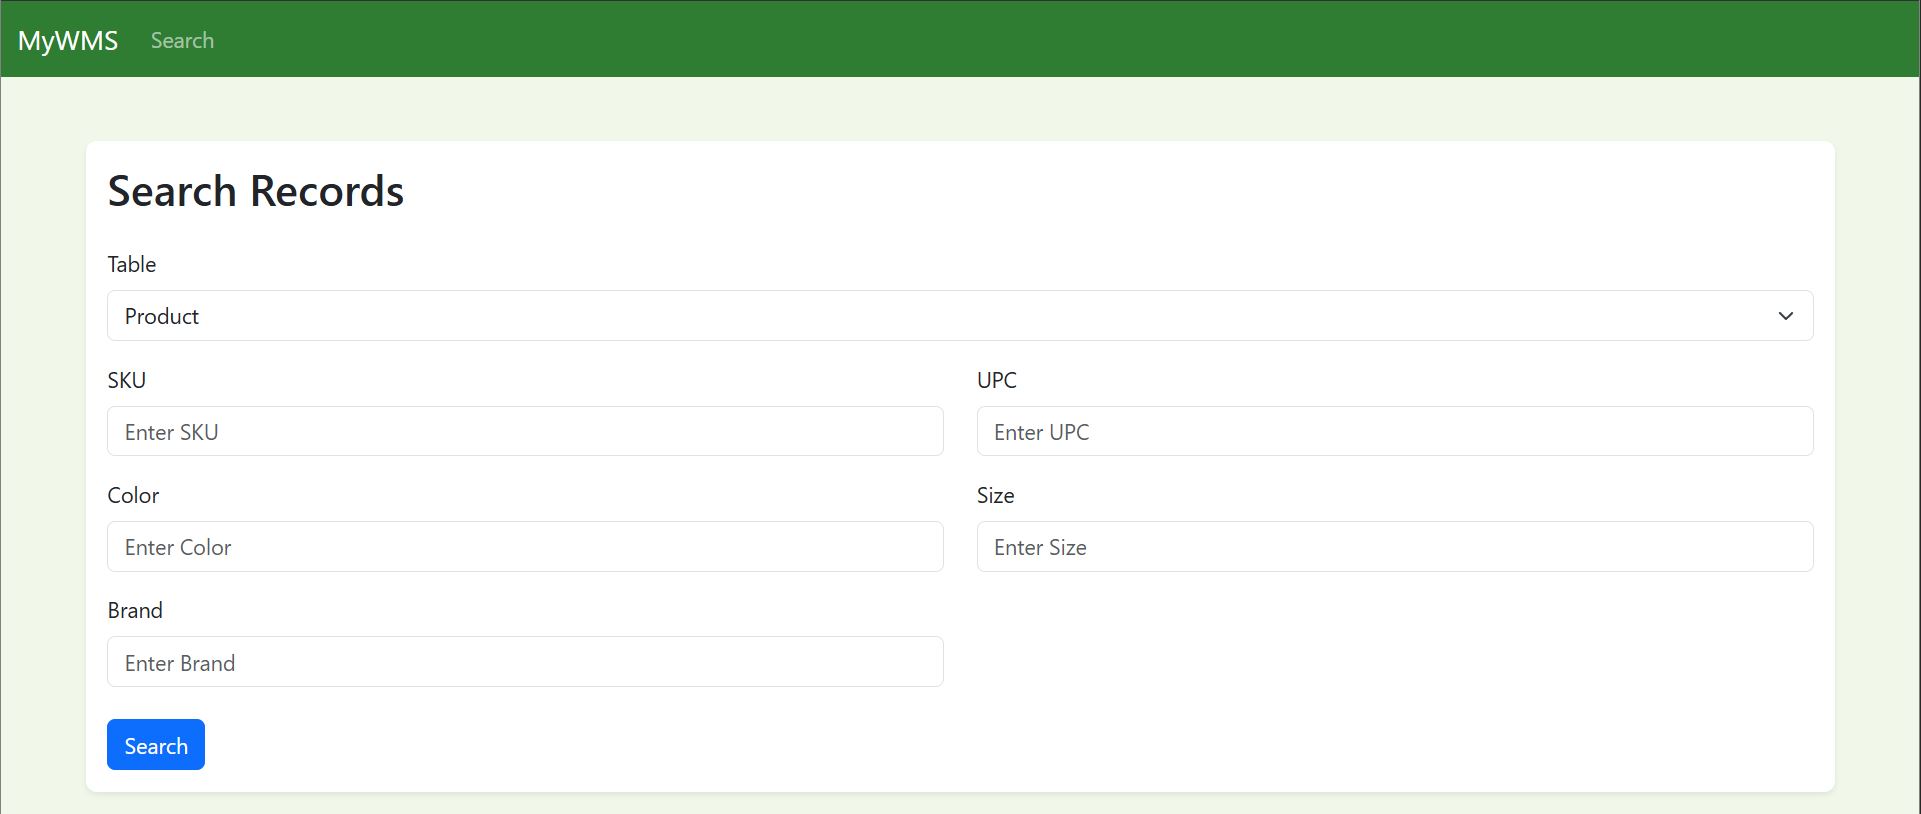 MyWMS Search
Search Records
Table
Product
SKU UPC
Enter SKU Enter UPC
Color Size
Enter Color Enter Size
Brand
Enter Brand
Search